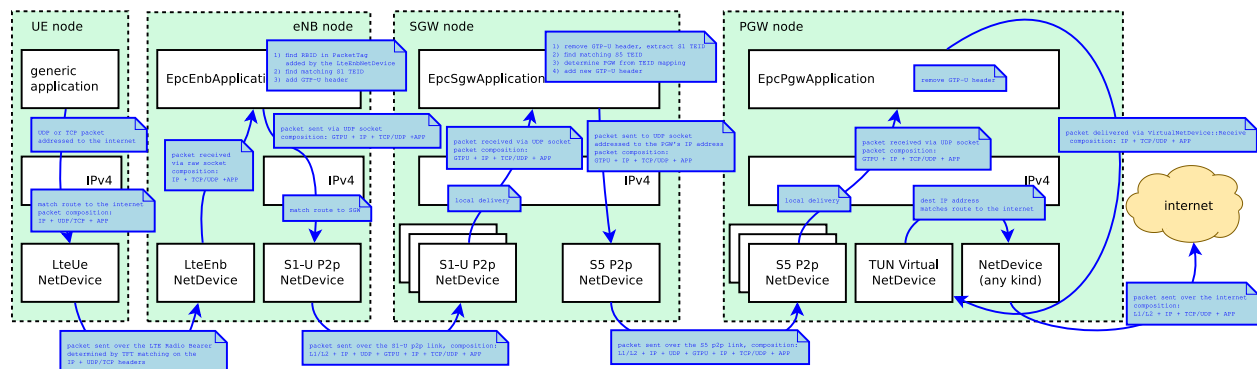 UE node
generic
application
UDF or TCP packet
addressed to the internet
IPv4
match route to the internet
packet composition:
IP + UDP/TCP + APP
LteUe
NetDevice
packet sent over the LTE Radio Bearer
determined by TFT matching on the
IP + UDP/TCP headers
eNB node
EpcEnbApplication
1) find RBID in PacketTag
added by the LteEnbNetDevice
2) find matching S1 TEID
3) add GTP-U header
packet received
via raw socket
composition:
IP + TCP/UDP +APP
packet sent via UDP socket
composition: GTPU + IP + TCP/UDP +APP
IPv4
match route to SGW
LteEnb
NetDevice
S1-U P2p
NetDevice
packet sent over the S1-U p2p link, composition:
L1/L2 + IP + UDP + GTPU + IP + TCP/UDP + APP
SGW node
EpcSgwApplication
1) remove GTP-U header, extract S1 TEID
2) find matching S5 TEID
3) determine PGW from TEID mapping
4) add new GTP-U header
packet received via UDP socket
packet composition:
GTPU + IP + TCP/UDP + APP
packet sent to UDP socket
addressed to the PGW's IP address
packet composition:
GTPU + IP + TCP/UDP + APP
IPv4
local delivery
S1-U P2p
NetDevice
S5 P2p
NetDevice
packet sent over the S5 p2p link, composition:
L1/L2 + IP + UDP + GTPU + IP + TCP/UDP + APP
PGW node
EpcPgwApplication
remove GTP-U header
packet received via UDP socket
packet composition:
GTPU + IP + TCP/UDP + APP
IPv4
local delivery
dest IP address
matches route to the internet
S5 P2p
NetDevice
TUN Virtual
NetDevice
NetDevice
(any kind)
packet delivered via VirtualNetDevice::Receive
composition: IP + TCP/UDP + APP
internet
packet sent over the internet
composition:
L1/L2 + IP + TCP/UDP + APP